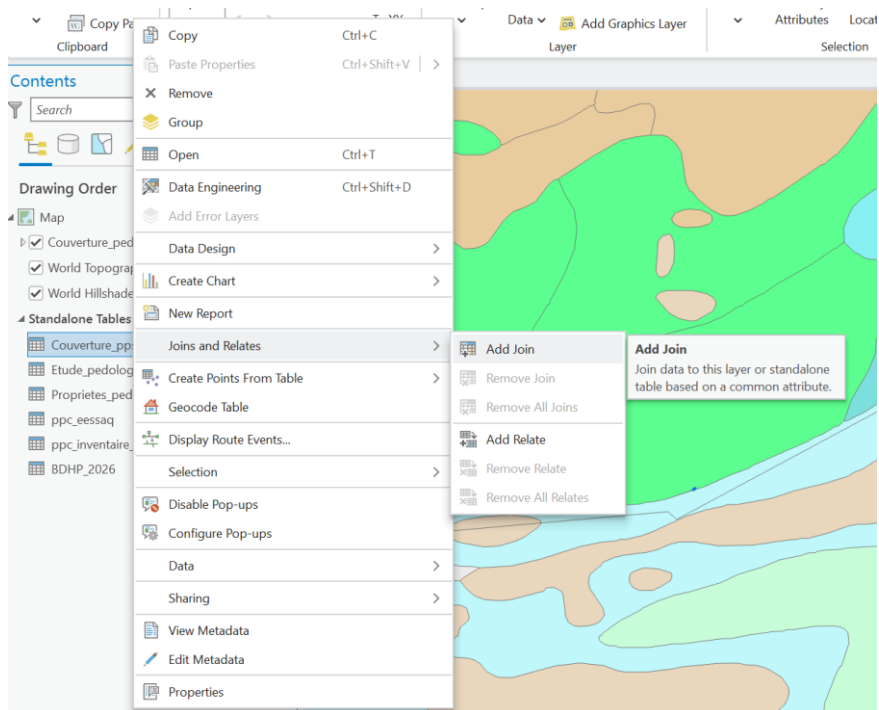 Copy Pa
Data
Add Graphics Layer
Attributes
Locat
Clipboard
Layer
Selection
Contents
Search
Drawing Order
Map
Couverture_ped
World Topograp
World Hillshade
Standalone Tables
Couverture_pp
Etude_pedolog
Proprietes_ped
ppc_eessaq
ppc_inventaire_
BDHP_2026
Copy Ctrl+C
Paste Properties Ctrl+Shift+V
Remove
Group
Open Ctrl+T
Data Engineering Ctrl+Shift+D
Add Error Layers
Data Design
Create Chart
New Report
Joins and Relates
Create Points From Table
Geocode Table
Display Route Events...
Selection
Disable Pop-ups
Configure Pop-ups
Data
Sharing
View Metadata
Edit Metadata
Properties
Add Join
Remove Join
Remove All Joins
Add Relate
Remove Relate
Remove All Relates
Add Join
Join data to this layer or standalone
table based on a common attribute.